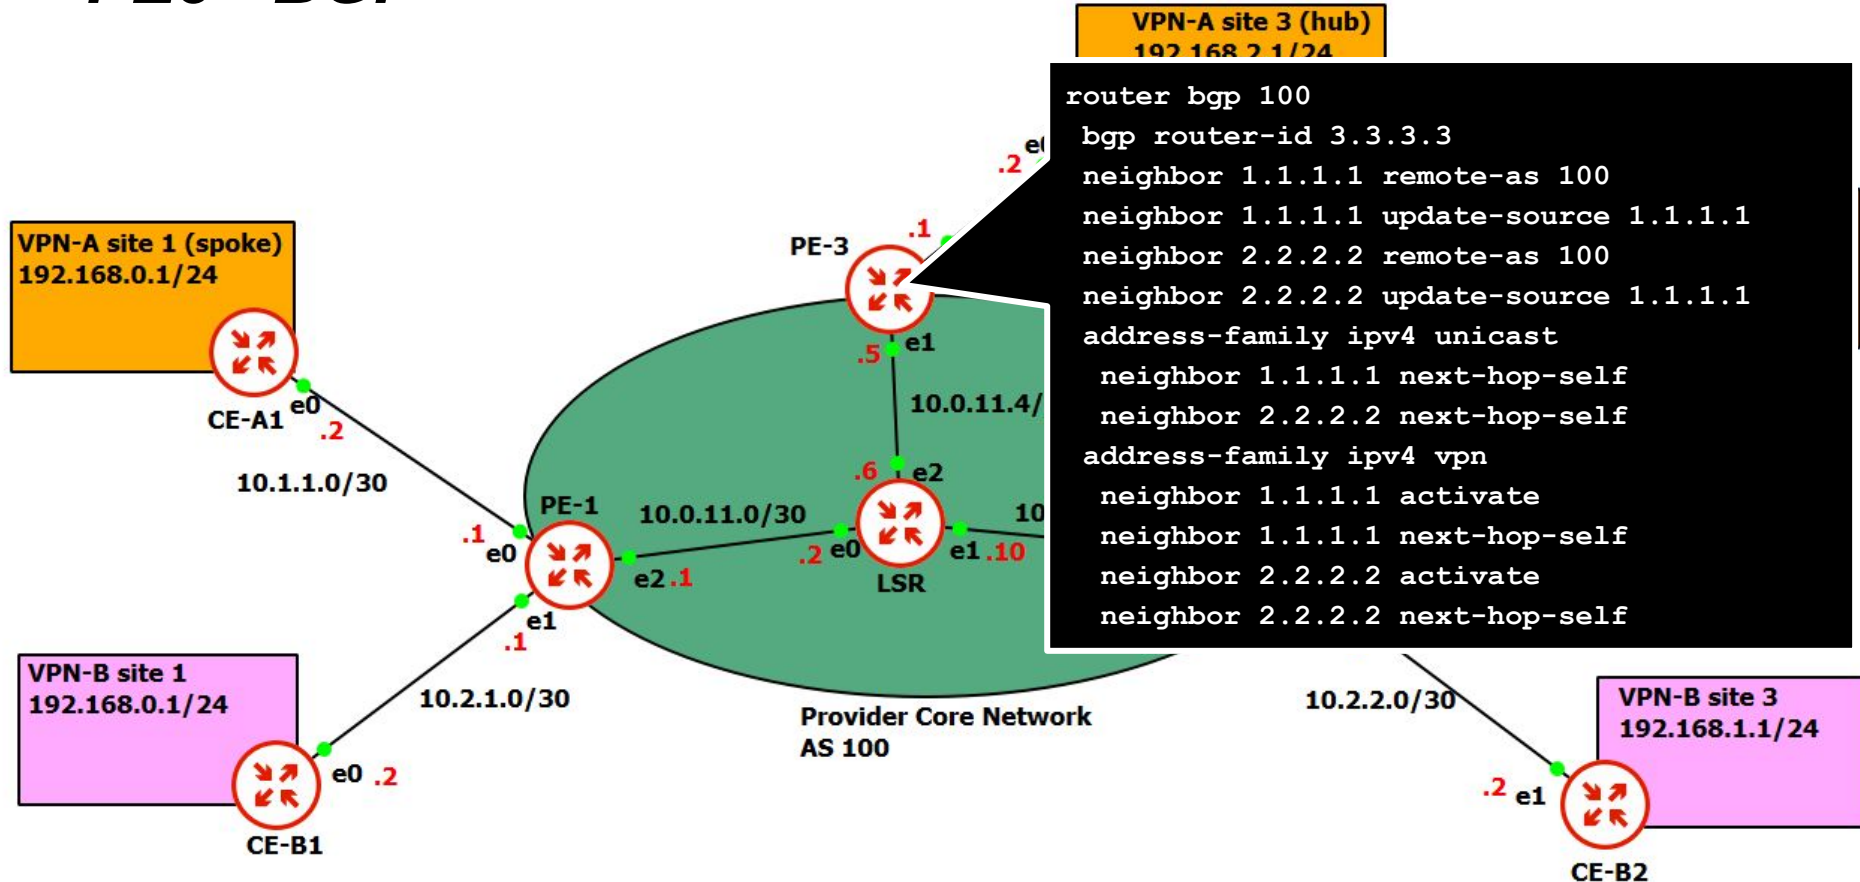 VPN-A site 3 (hub)
192.168.2.1/24
router bgp 100
bgp router-id 3.3.3.3
neighbor 1.1.1.1 remote-as 100
neighbor 1.1.1.1 update-source 1.1.1.1
neighbor 2.2.2.2 remote-as 100
neighbor 2.2.2.2 update-source 1.1.1.1
address-family ipv4 unicast
neighbor 1.1.1.1 next-hop-self
neighbor 2.2.2.2 next-hop-self
address-family ipv4 vpn
neighbor 1.1.1.1 activate
neighbor 1.1.1.1 next-hop-self
neighbor 2.2.2.2 activate
neighbor 2.2.2.2 next-hop-self
.2
VPN-A site 1 (spoke)
192.168.0.1/24
PE-3
.1
.5
e1
CE-A1
e0
.2
10.0.11.4/
10.1.1.0/30
.6
e2
PE-1
10.0.11.0/30
10
.1
e0
.2
e0
e1
.10
e2
.1
LSR
e1
.1
VPN-B site 1
192.168.0.1/24
10.2.1.0/30
Provider Core Network
AS 100
10.2.2.0/30
VPN-B site 3
192.168.1.1/24
e0
.2
.2
e1
CE-B1
CE-B2